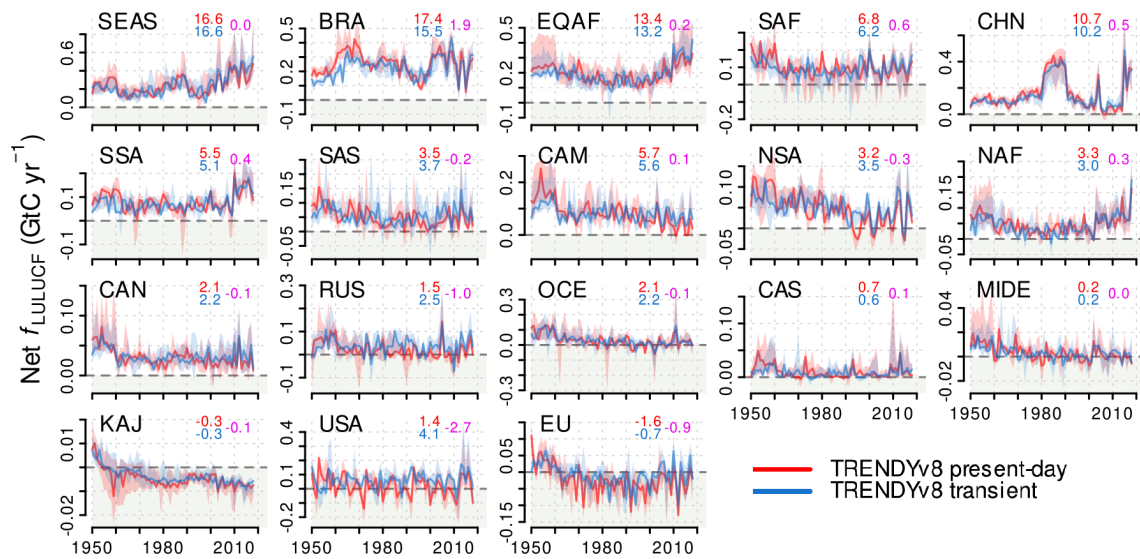 Net fLULUCF (GtC yr−1)
SEAS 16.6 0.0
16.6
0.0 0.2 0.6
BRA 17.4 1.9
15.5
-0.1 0.2 0.5
EQAF 13.4 0.2
13.2
-0.1 0.2 0.5
SAF 6.8 0.6
6.2
-0.2 0.1
CHN 10.7 0.5
10.2
0.0 0.4
SSA 5.5 0.4
5.1
-0.1 0.1
SAS 3.5 -0.2
3.7
-0.05 0.05 0.15
CAM 5.7 0.1
5.6
0.0 0.2
NSA 3.2 -0.3
3.5
-0.05 0.05 0.15
NAF 3.3 0.3
3.0
-0.05 0.05 0.15
CAN 2.1 -0.1
2.2
0.00 0.10
RUS 1.5 -1.0
2.5
-0.1 0.1 0.3
OCE 2.1 -0.1
2.2
-0.3 0.0 0.3
CAS 0.7 0.1
0.6
0.00 0.10
MIDE 0.2 0.0
0.2
-0.02 0.04
1950 1980 2010
1950 1980 2010
KAJ -0.3 -0.1
-0.3
-0.02 0.01
USA 1.4 -2.7
4.1
-0.2 0.1 0.4
EU -1.6 -0.9
-0.7
-0.15 -0.05 0.05
1950 1980 2010
1950 1980 2010
1950 1980 2010
TRENDYv8 present-day
TRENDYv8 transient